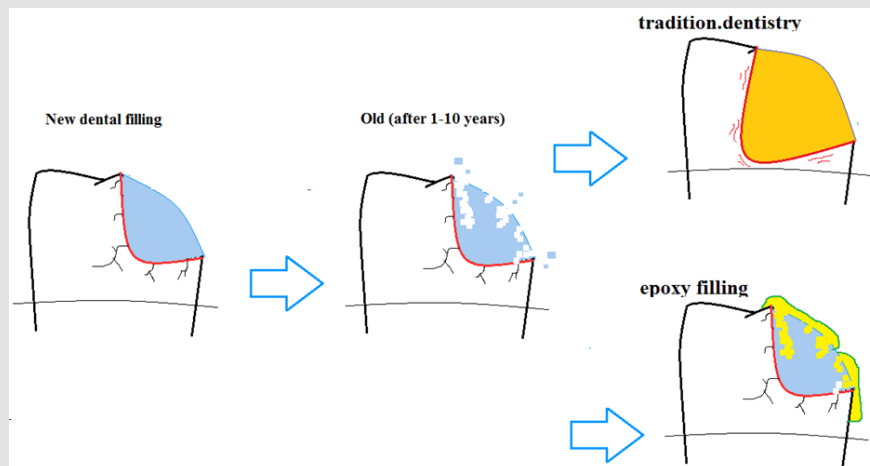 tradition.dentistry
New dental filling
Old (after 1-10 years)
epoxy filling